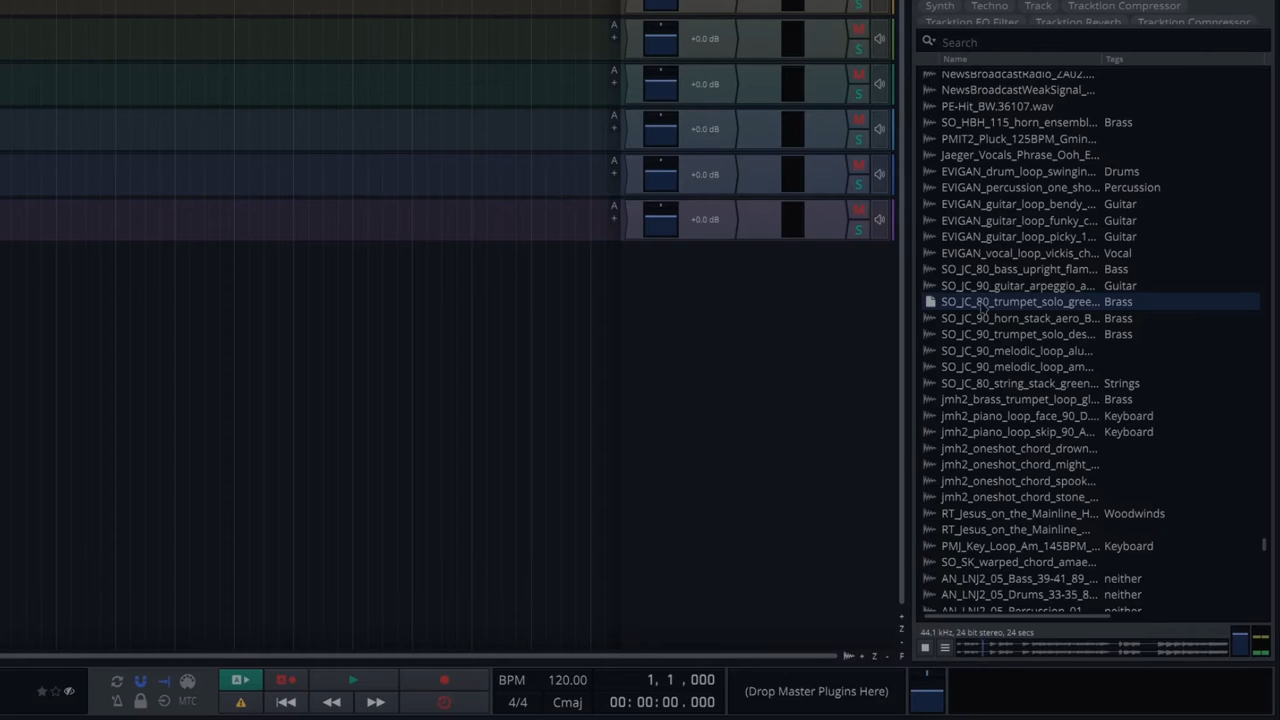 Synth Techno Track Tracktion Compressor
Tracktion EQ Filter Tracktion Reverb Tracktion Compressor
Search
Name Tags
NewsBroadcastRadio_ZA02....
NewsBroadcastWeakSignal_...
PE-Hit_BW.36107.wav
SO_HBH_115_horn_ensembl... Brass
PMIT2_Pluck_125BPM_Gmin...
Jaeger_Vocals_Phrase_Ooh_E...
EVIGAN_drum_loop_swingin... Drums
EVIGAN_percussion_one_sho... Percussion
EVIGAN_guitar_loop_bendy_... Guitar
EVIGAN_guitar_loop_funky_c... Guitar
EVIGAN_guitar_loop_picky_1... Guitar
EVIGAN_vocal_loop_vickis_ch... Vocal
SO_JC_80_bass_upright_flam... Bass
SO_JC_90_guitar_arpeggio_a... Guitar
SO_JC_80_trumpet_solo_gree... Brass
SO_JC_90_horn_stack_aero_B... Brass
SO_JC_90_trumpet_solo_des... Brass
SO_JC_90_melodic_loop_alu...
SO_JC_90_melodic_loop_am...
SO_JC_80_string_stack_green... Strings
jmh2_brass_trumpet_loop_gl... Brass
jmh2_piano_loop_face_90_D... Keyboard
jmh2_piano_loop_skip_90_A... Keyboard
jmh2_oneshot_chord_drown...
jmh2_oneshot_chord_might_...
jmh2_oneshot_chord_spook...
jmh2_oneshot_chord_stone_...
RT_Jesus_on_the_Mainline_H... Woodwinds
RT_Jesus_on_the_Mainline_...
PMJ_Key_Loop_Am_145BPM_... Keyboard
SO_SK_warped_chord_amae...
AN_LNJ2_05_Bass_39-41_89_... neither
AN_LNJ2_05_Drums_33-35_8... neither
AN_LNJ2_05_Percussion_01_... neither
44.1 kHz, 24 bit stereo, 24 secs
S
A + +0.0 dB M S
A + +0.0 dB M S
A + +0.0 dB M S
A + +0.0 dB M S
A + +0.0 dB M S
+ Z - F
+ Z -
MTC
A
BPM 120.00
4/4 Cmaj
1, 1 ,000
00:00:00 .000
(Drop Master Plugins Here)